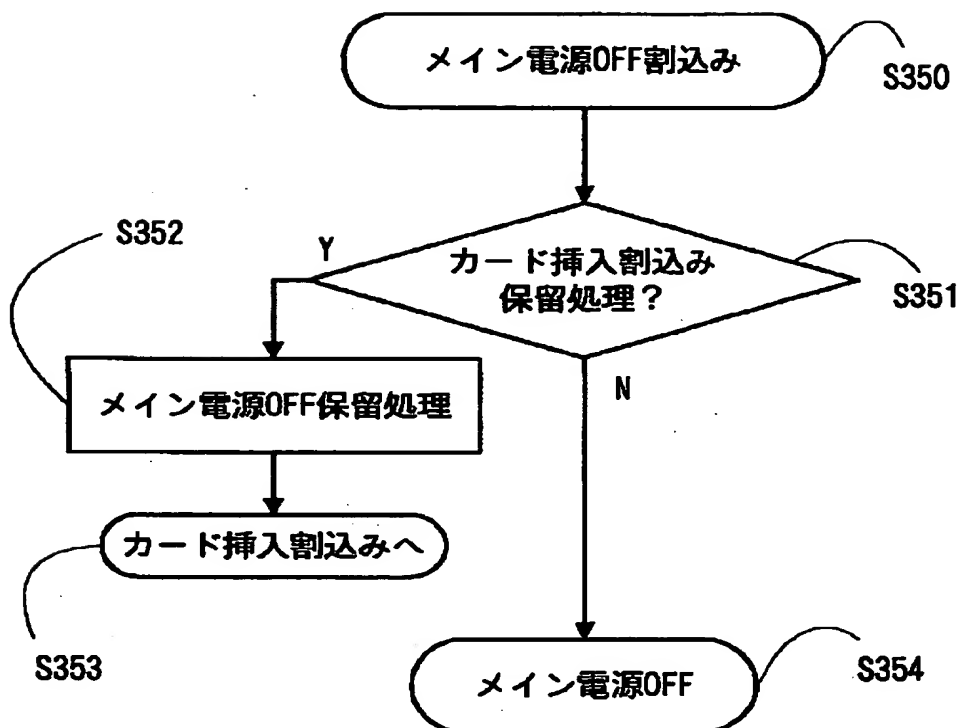 メイン電源OFF割込み
S350
S352
Y
カード挿入割込み
保留処理？
S351
メイン電源OFF保留処理
N
カード挿入割込みへ
S353
メイン電源OFF
S354